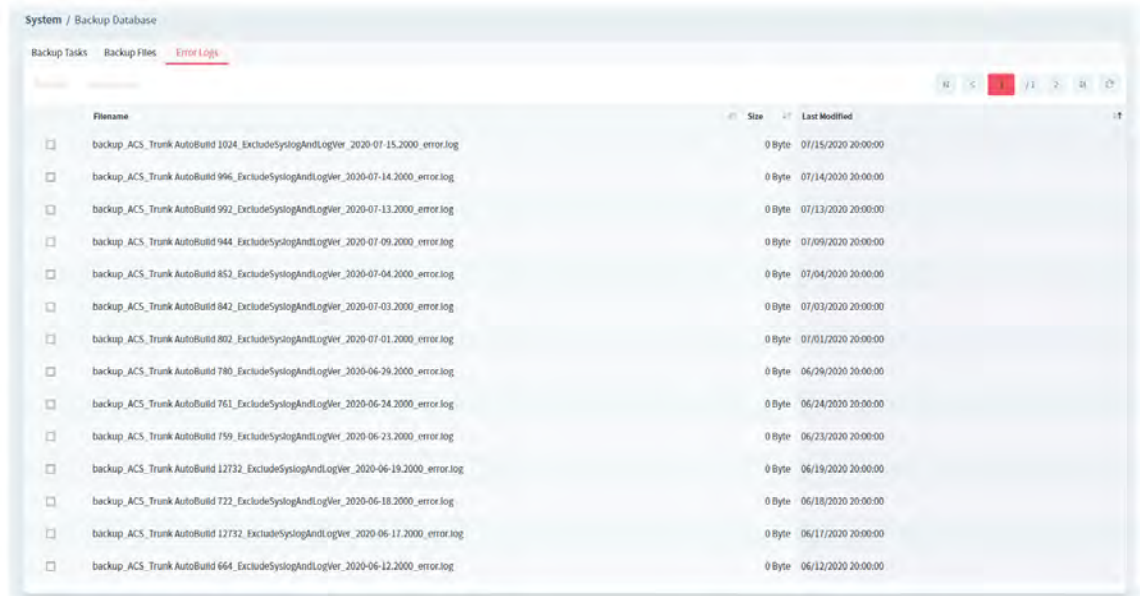 System / Backup Database
Backup Tasks Backup Files Error Logs
1 / 1
Filename Size Last Modified
backup_ACS_Trunk AutoBuild 1024_ExcludeSyslogAndLogVer_2020-07-15.2000_error.log 0 Byte 07/15/2020 20:00:00
backup_ACS_Trunk AutoBuild 996_ExcludeSyslogAndLogVer_2020-07-14.2000_error.log 0 Byte 07/14/2020 20:00:00
backup_ACS_Trunk AutoBuild 992_ExcludeSyslogAndLogVer_2020-07-13.2000_error.log 0 Byte 07/13/2020 20:00:00
backup_ACS_Trunk AutoBuild 944_ExcludeSyslogAndLogVer_2020-07-09.2000_error.log 0 Byte 07/09/2020 20:00:00
backup_ACS_Trunk AutoBuild 852_ExcludeSyslogAndLogVer_2020-07-04.2000_error.log 0 Byte 07/04/2020 20:00:00
backup_ACS_Trunk AutoBuild 842_ExcludeSyslogAndLogVer_2020-07-03.2000_error.log 0 Byte 07/03/2020 20:00:00
backup_ACS_Trunk AutoBuild 802_ExcludeSyslogAndLogVer_2020-07-01.2000_error.log 0 Byte 07/01/2020 20:00:00
backup_ACS_Trunk AutoBuild 780_ExcludeSyslogAndLogVer_2020-06-29.2000_error.log 0 Byte 06/29/2020 20:00:00
backup_ACS_Trunk AutoBuild 761_ExcludeSyslogAndLogVer_2020-06-24.2000_error.log 0 Byte 06/24/2020 20:00:00
backup_ACS_Trunk AutoBuild 759_ExcludeSyslogAndLogVer_2020-06-23.2000_error.log 0 Byte 06/23/2020 20:00:00
backup_ACS_Trunk AutoBuild 12732_ExcludeSyslogAndLogVer_2020-06-19.2000_error.log 0 Byte 06/19/2020 20:00:00
backup_ACS_Trunk AutoBuild 722_ExcludeSyslogAndLogVer_2020-06-18.2000_error.log 0 Byte 06/18/2020 20:00:00
backup_ACS_Trunk AutoBuild 12732_ExcludeSyslogAndLogVer_2020-06-17.2000_error.log 0 Byte 06/17/2020 20:00:00
backup_ACS_Trunk AutoBuild 664_ExcludeSyslogAndLogVer_2020-06-12.2000_error.log 0 Byte 06/12/2020 20:00:00